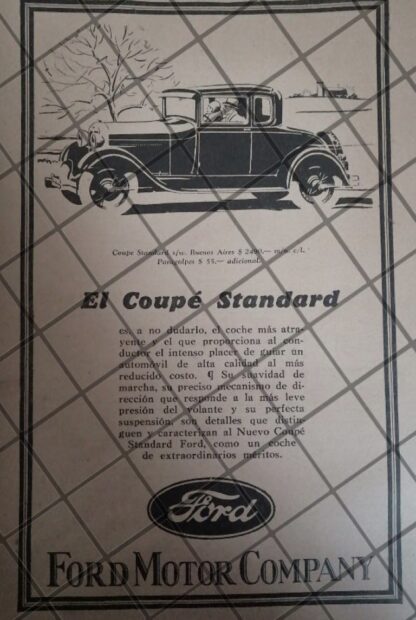 Coupe Standard s/w. Buenos Aires $ 2490.— m/n. c/l.
Paragolpes $ 55.— adicional.
El Coupé Standard
es, a no dudarlo, el coche más atra-
yente y el que proporciona al con-
ductor el intenso placer de guiar un
automóvil de alta calidad al más
reducido costo. ¶ Su suavidad de
marcha, su preciso mecanismo de di-
rección que responde a la más leve
presión del volante y su perfecta
suspensión, son detalles que distin-
guen y caracterizan al Nuevo Coupé
Standard Ford, como un coche
de extraordinarios méritos.
Ford
FORD MOTOR COMPANY